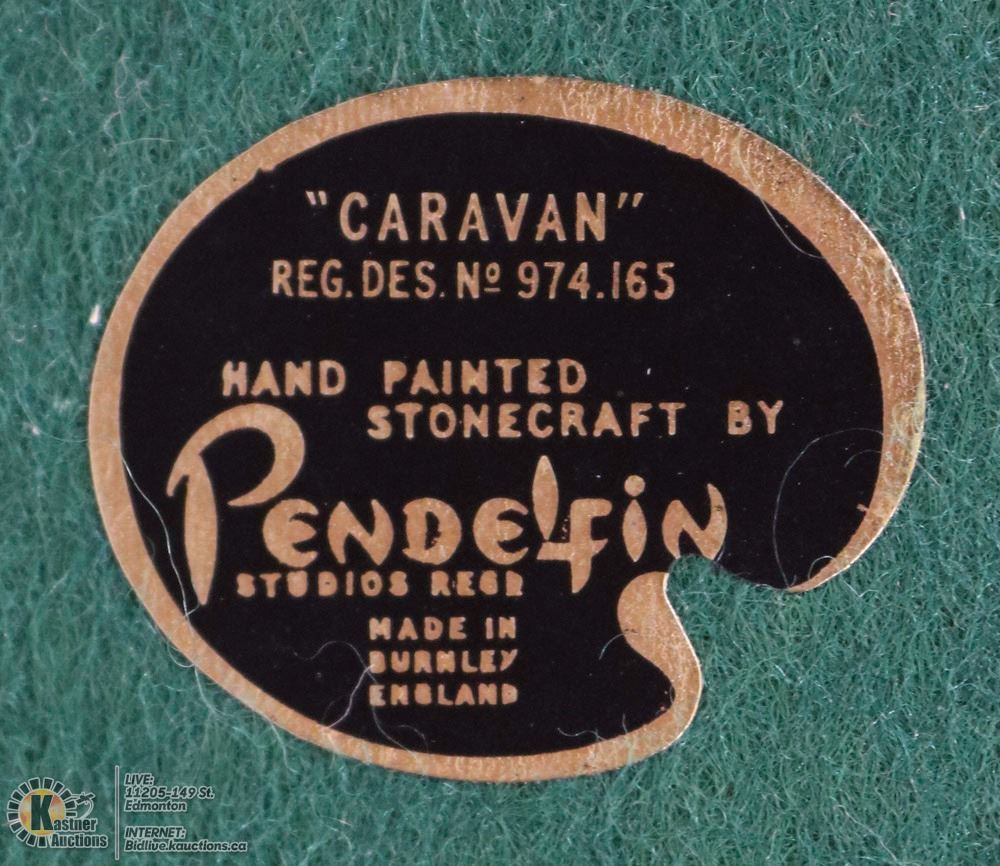 "CARAVAN"
REG. DES. Nº 974.165
HAND PAINTED
STONECRAFT BY
PENDELFIN
STUDIOS REGD
MADE IN
BURNLEY
ENGLAND
Kastner
Auctions
LIVE:
11205-149 St.
Edmonton
INTERNET:
Bidlive.kauctions.ca